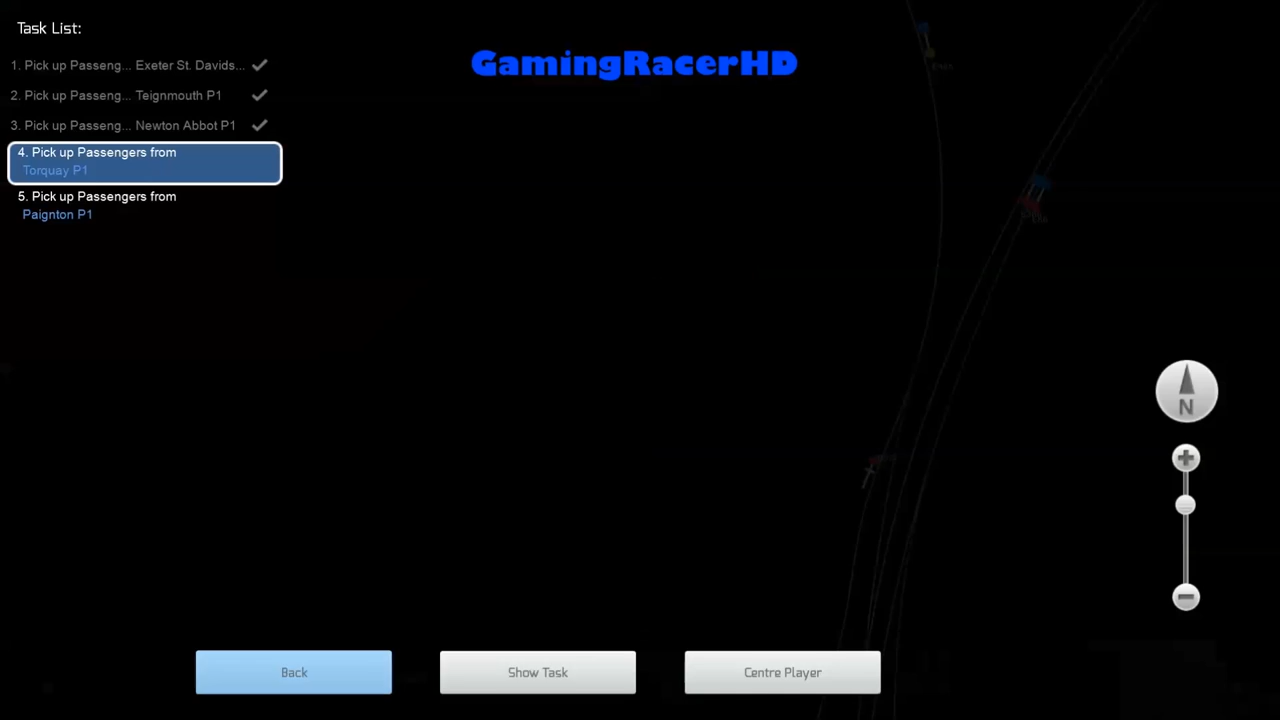 Task List:
GamingRacerHD
1. Pick up Passeng... Exeter St. Davids...
2. Pick up Passeng... Teignmouth P1
3. Pick up Passeng... Newton Abbot P1
4. Pick up Passengers from
Torquay P1
5. Pick up Passengers from
Paignton P1
N
Back
Show Task
Centre Player